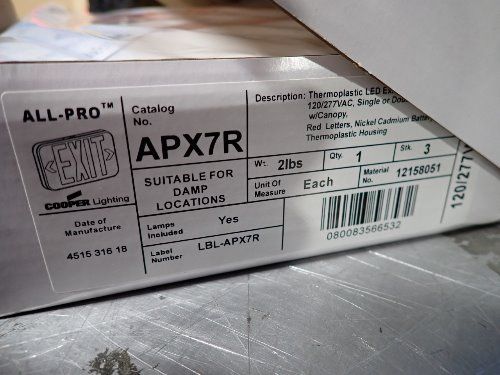 ALL-PRO™
EXIT
COOPER Lighting
Date of
Manufacture
4515 316 18
Catalog
No.
APX7R
SUITABLE FOR
DAMP
LOCATIONS
Lamps
Included
Yes
Label
Number
LBL-APX7R
Description: Thermoplastic LED
120/277VAC, Single or
w/Canopy,
Red Letters, Nickel Cadmium
Thermoplastic Housing
Wt. 2lbs
Qty. 1
Stk. 3
Unit Of
Measure
Each
Material
No.
12158051
080083566532
120/277V